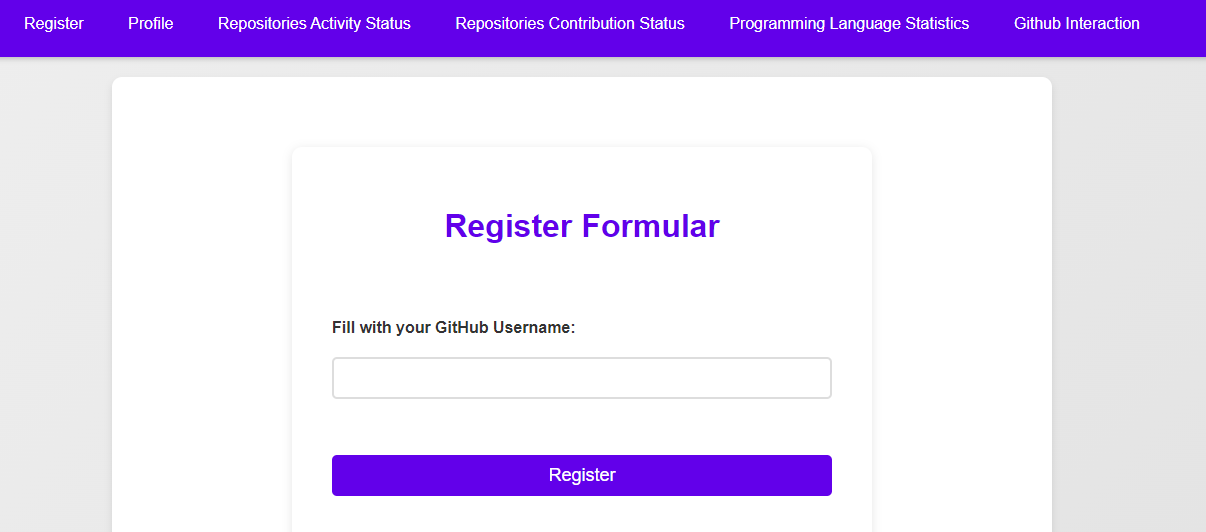 Register Profile Repositories Activity Status Repositories Contribution Status Programming Language Statistics Github Interaction
Register Formular
Fill with your GitHub Username:
Register